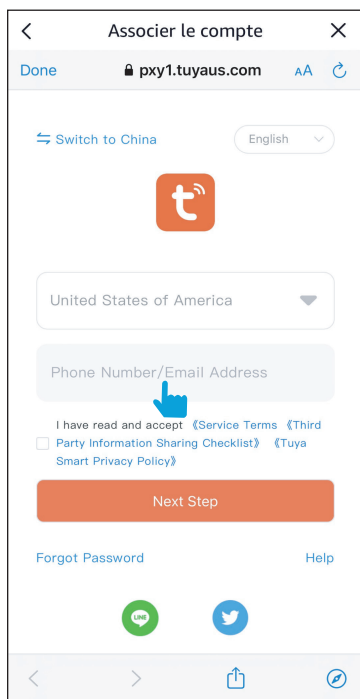 Associer le compte
Done
pxy1.tuyaus.com
AA
Switch to China
English
t
United States of America
Phone Number/Email Address
I have read and accept 《Service Terms 《Third
Party Information Sharing Checklist》 《Tuya
Smart Privacy Policy》
Next Step
Forgot Password
Help
LINE